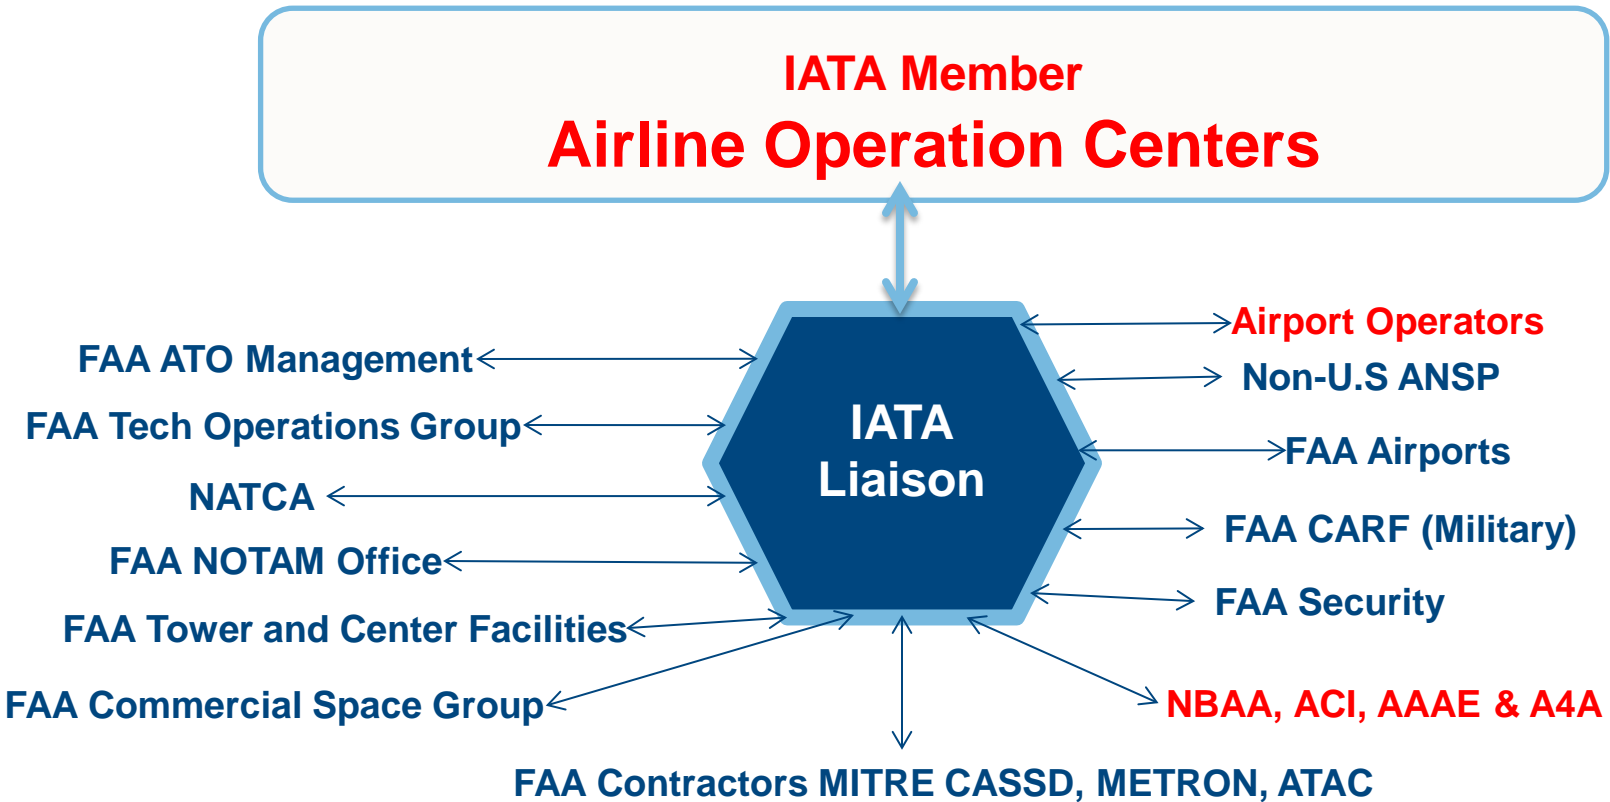 IATA Member
Airline Operation Centers
IATA
Liaison
FAA ATO Management
FAA Tech Operations Group
NATCA
FAA NOTAM Office
FAA Tower and Center Facilities
FAA Commercial Space Group
Airport Operators
Non-U.S ANSP
FAA Airports
FAA CARF (Military)
FAA Security
NBAA, ACI, AAAE & A4A
FAA Contractors MITRE CASSD, METRON, ATAC